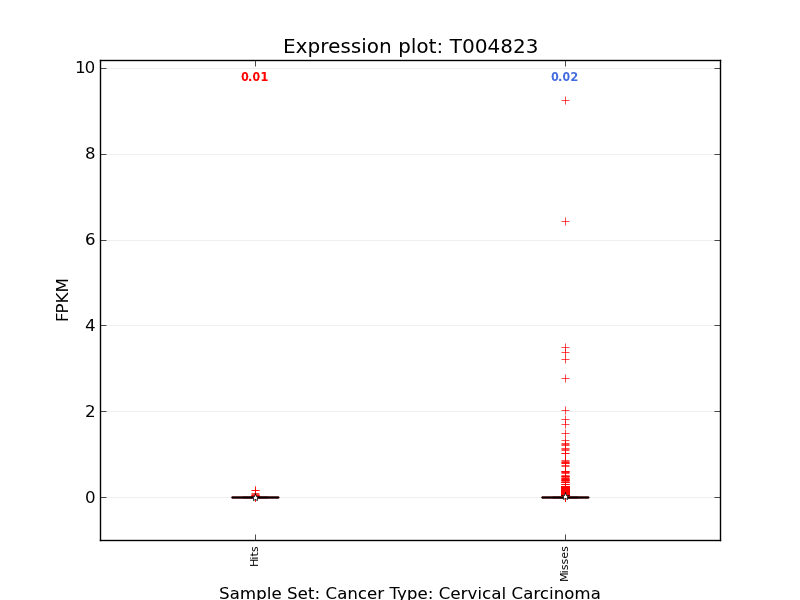 Expression plot: T004823
10
0.01
0.02
8
6
FPKM
4
2
0
Hits
Misses
Sample Set: Cancer Type: Cervical Carcinoma